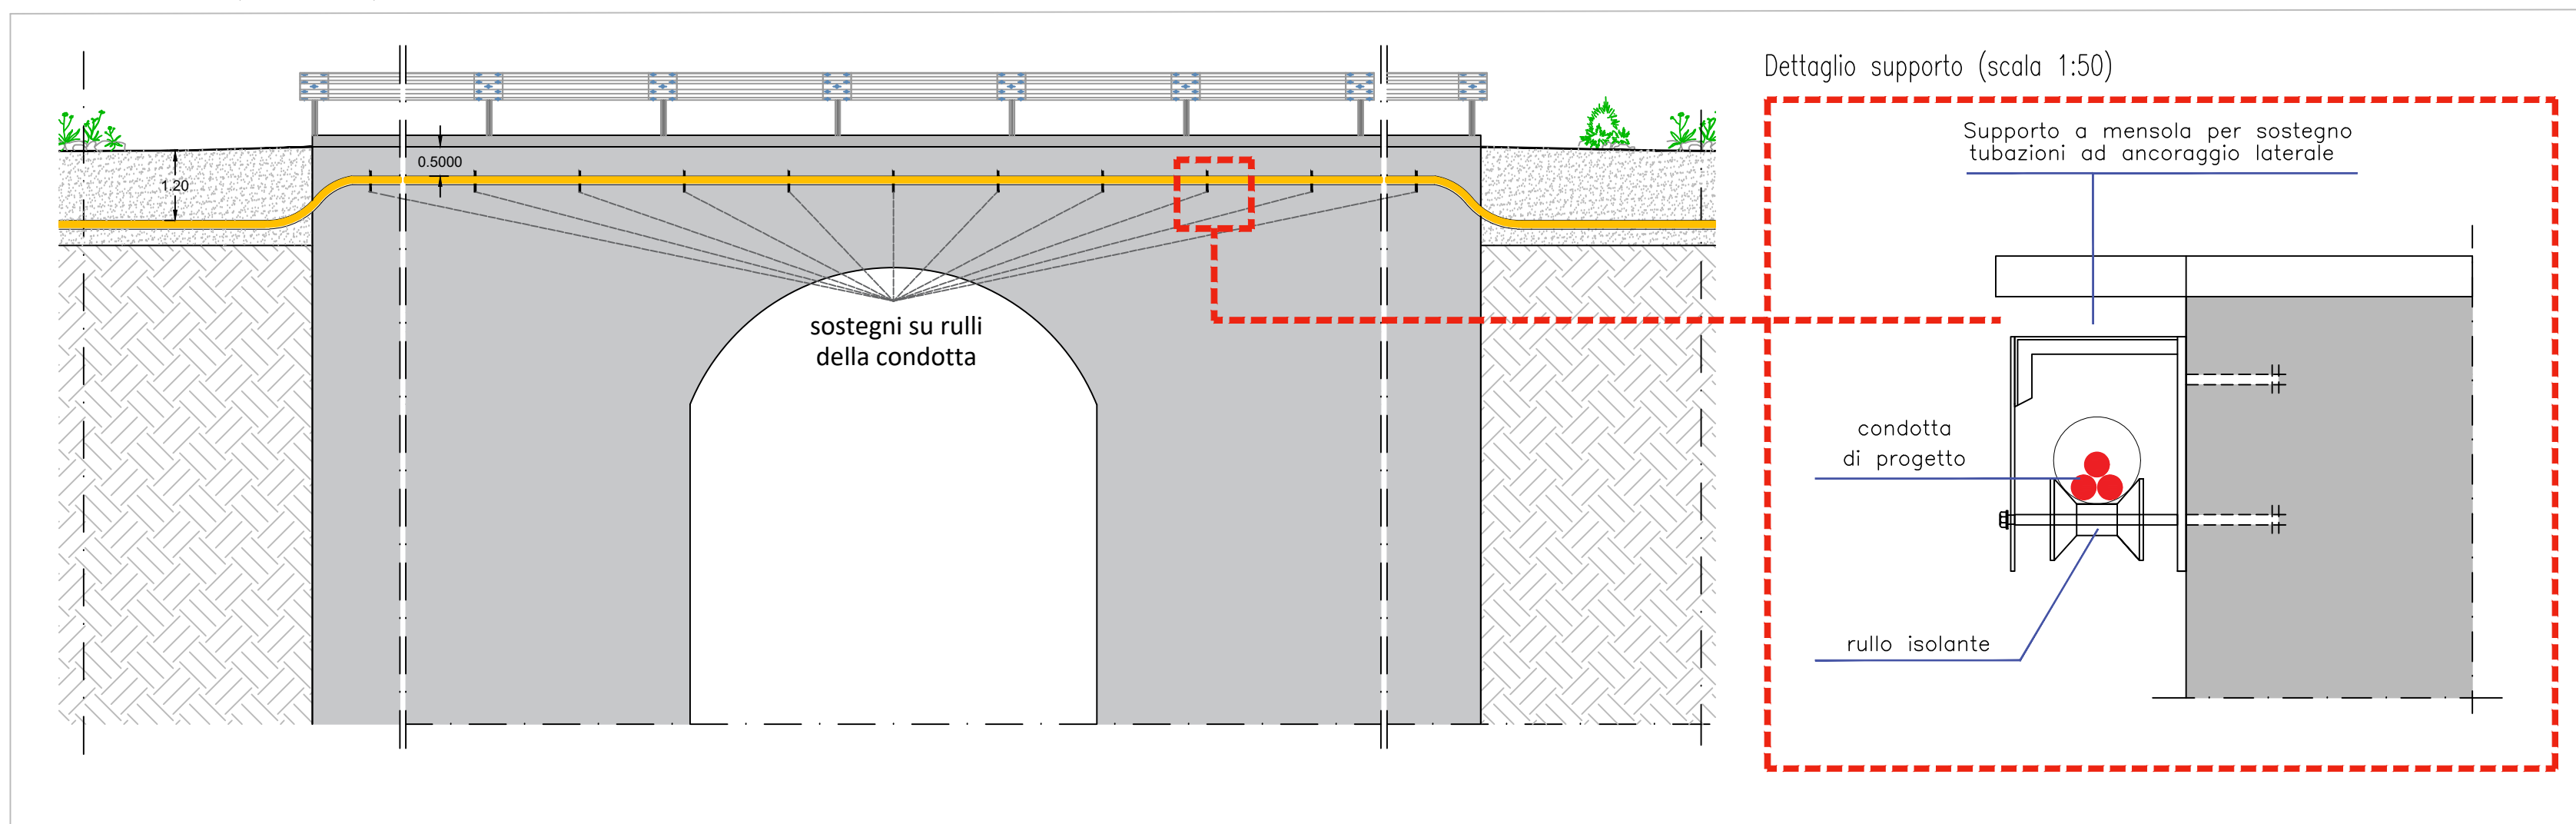 Dettaglio supporto (scala 1:50)
Supporto a mensola per sostegno
tubazioni ad ancoraggio laterale
0.5000
1.20
sostegni su rulli
della condotta
condotta
di progetto
rullo isolante